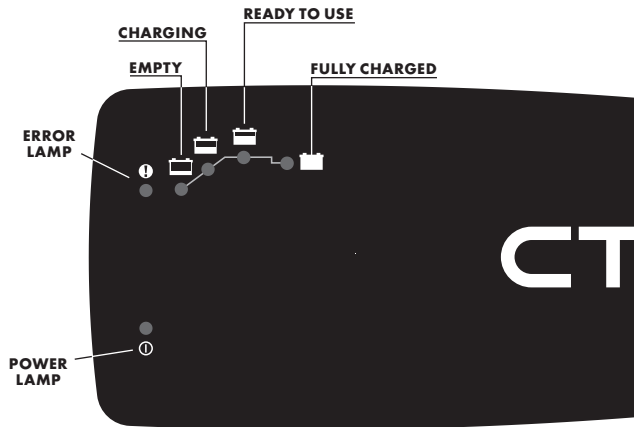 READY TO USE
CHARGING
EMPTY
FULLY CHARGED
ERROR
LAMP
CT
POWER
LAMP